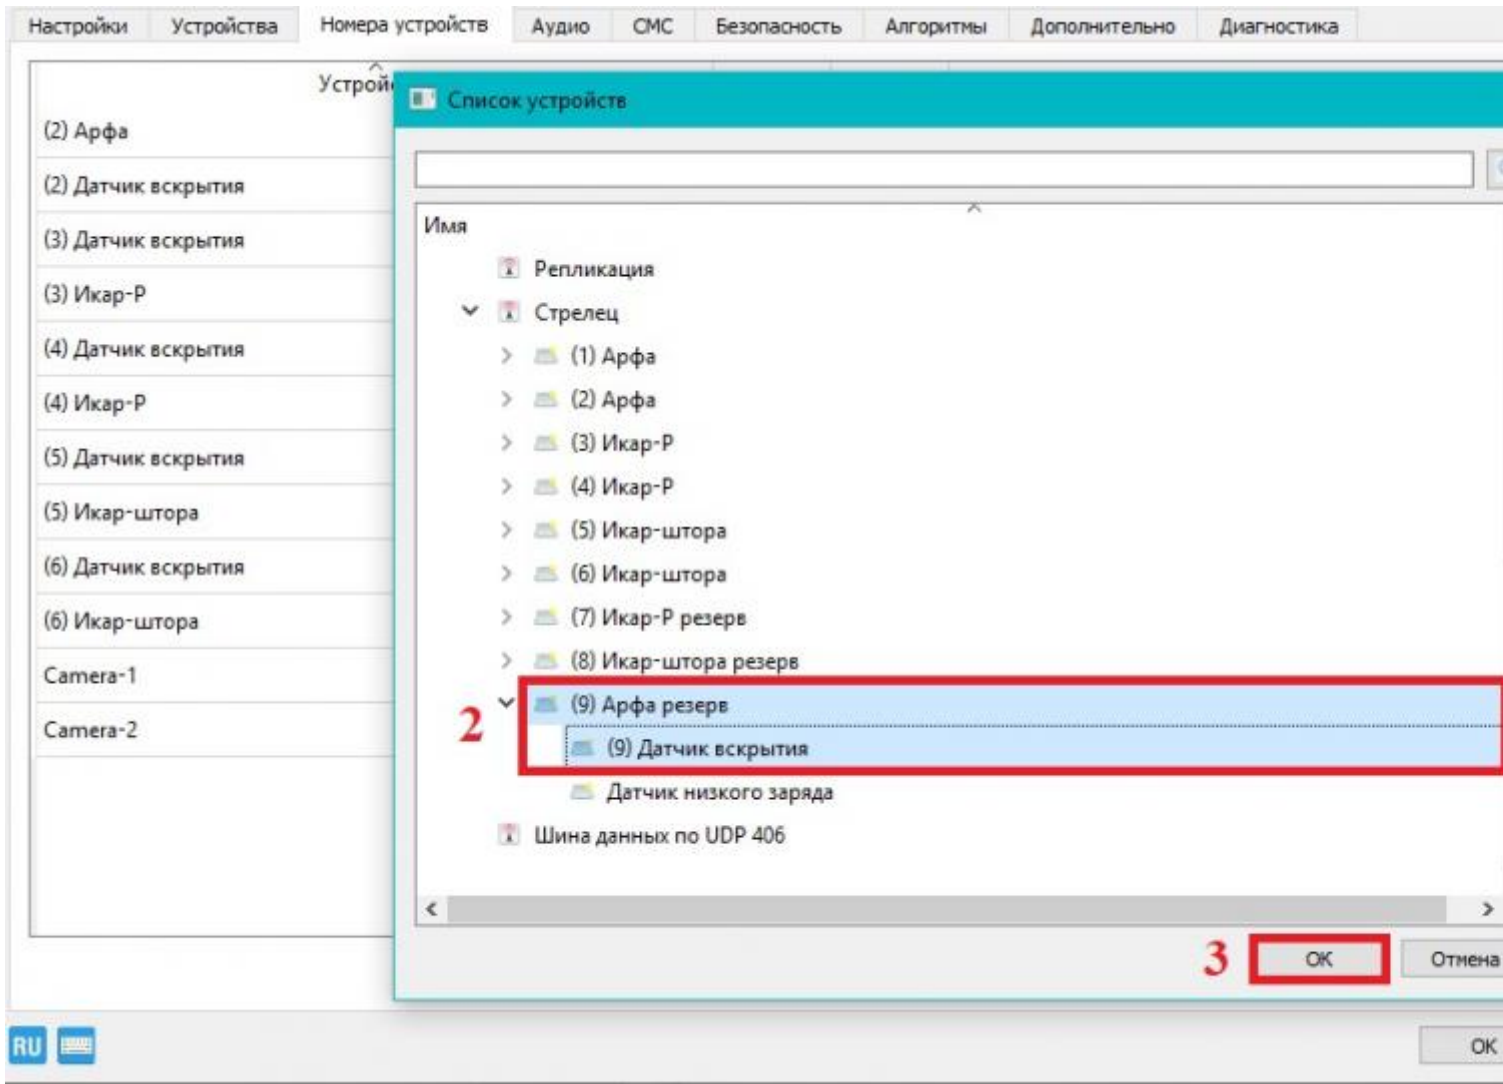 Настройки Устройства Номера устройств Аудио СМС Безопасность Алгоритмы Дополнительно Диагностика
(2) Арфа
(2) Датчик вскрытия
(3) Датчик вскрытия
(3) Икар-Р
(4) Датчик вскрытия
(4) Икар-Р
(5) Датчик вскрытия
(5) Икар-штора
(6) Датчик вскрытия
(6) Икар-штора
Camera-1
Camera-2
Список устройств
Имя
Репликация
Стрелец
(1) Арфа
(2) Арфа
(3) Икар-Р
(4) Икар-Р
(5) Икар-штора
(6) Икар-штора
(7) Икар-Р резерв
(8) Икар-штора резерв
2
(9) Арфа резерв
(9) Датчик вскрытия
Датчик низкого заряда
Шина данных по UDP 406
3
ОК Отмена
RU
ОК